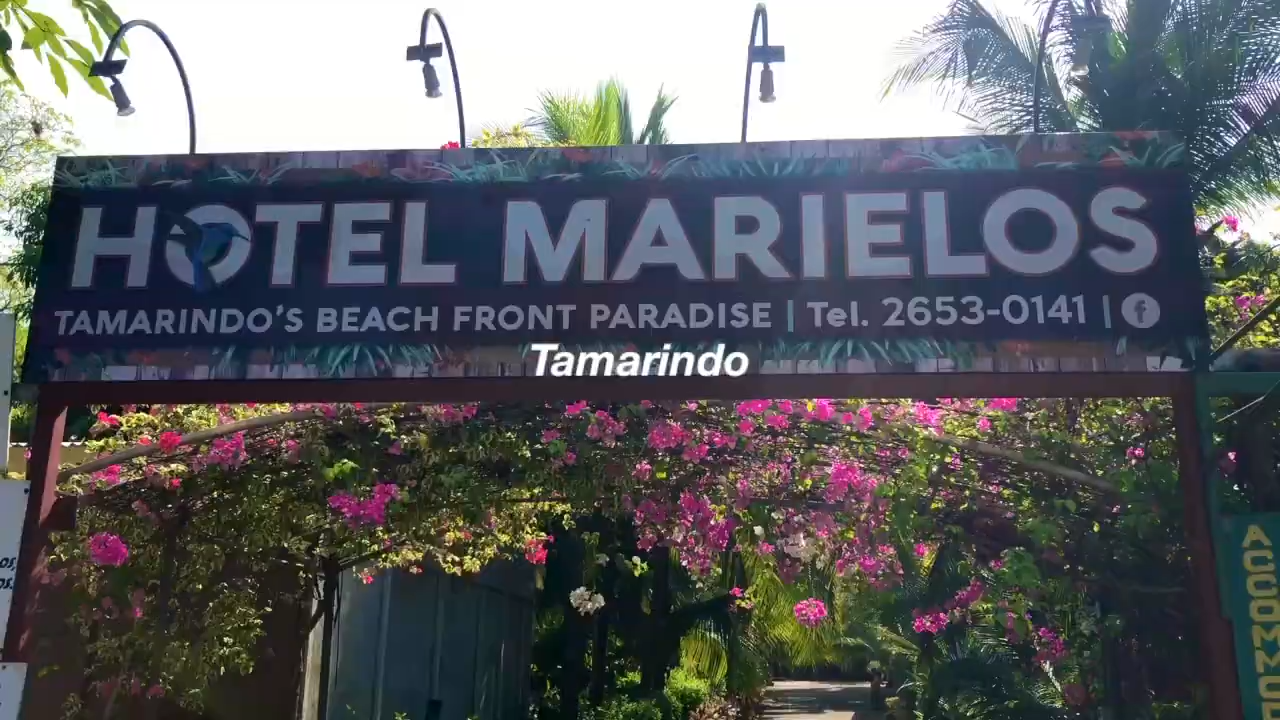 HOTEL MARIELOS
TAMARINDO'S BEACH FRONT PARADISE | Tel. 2653-0141 |
Tamarindo